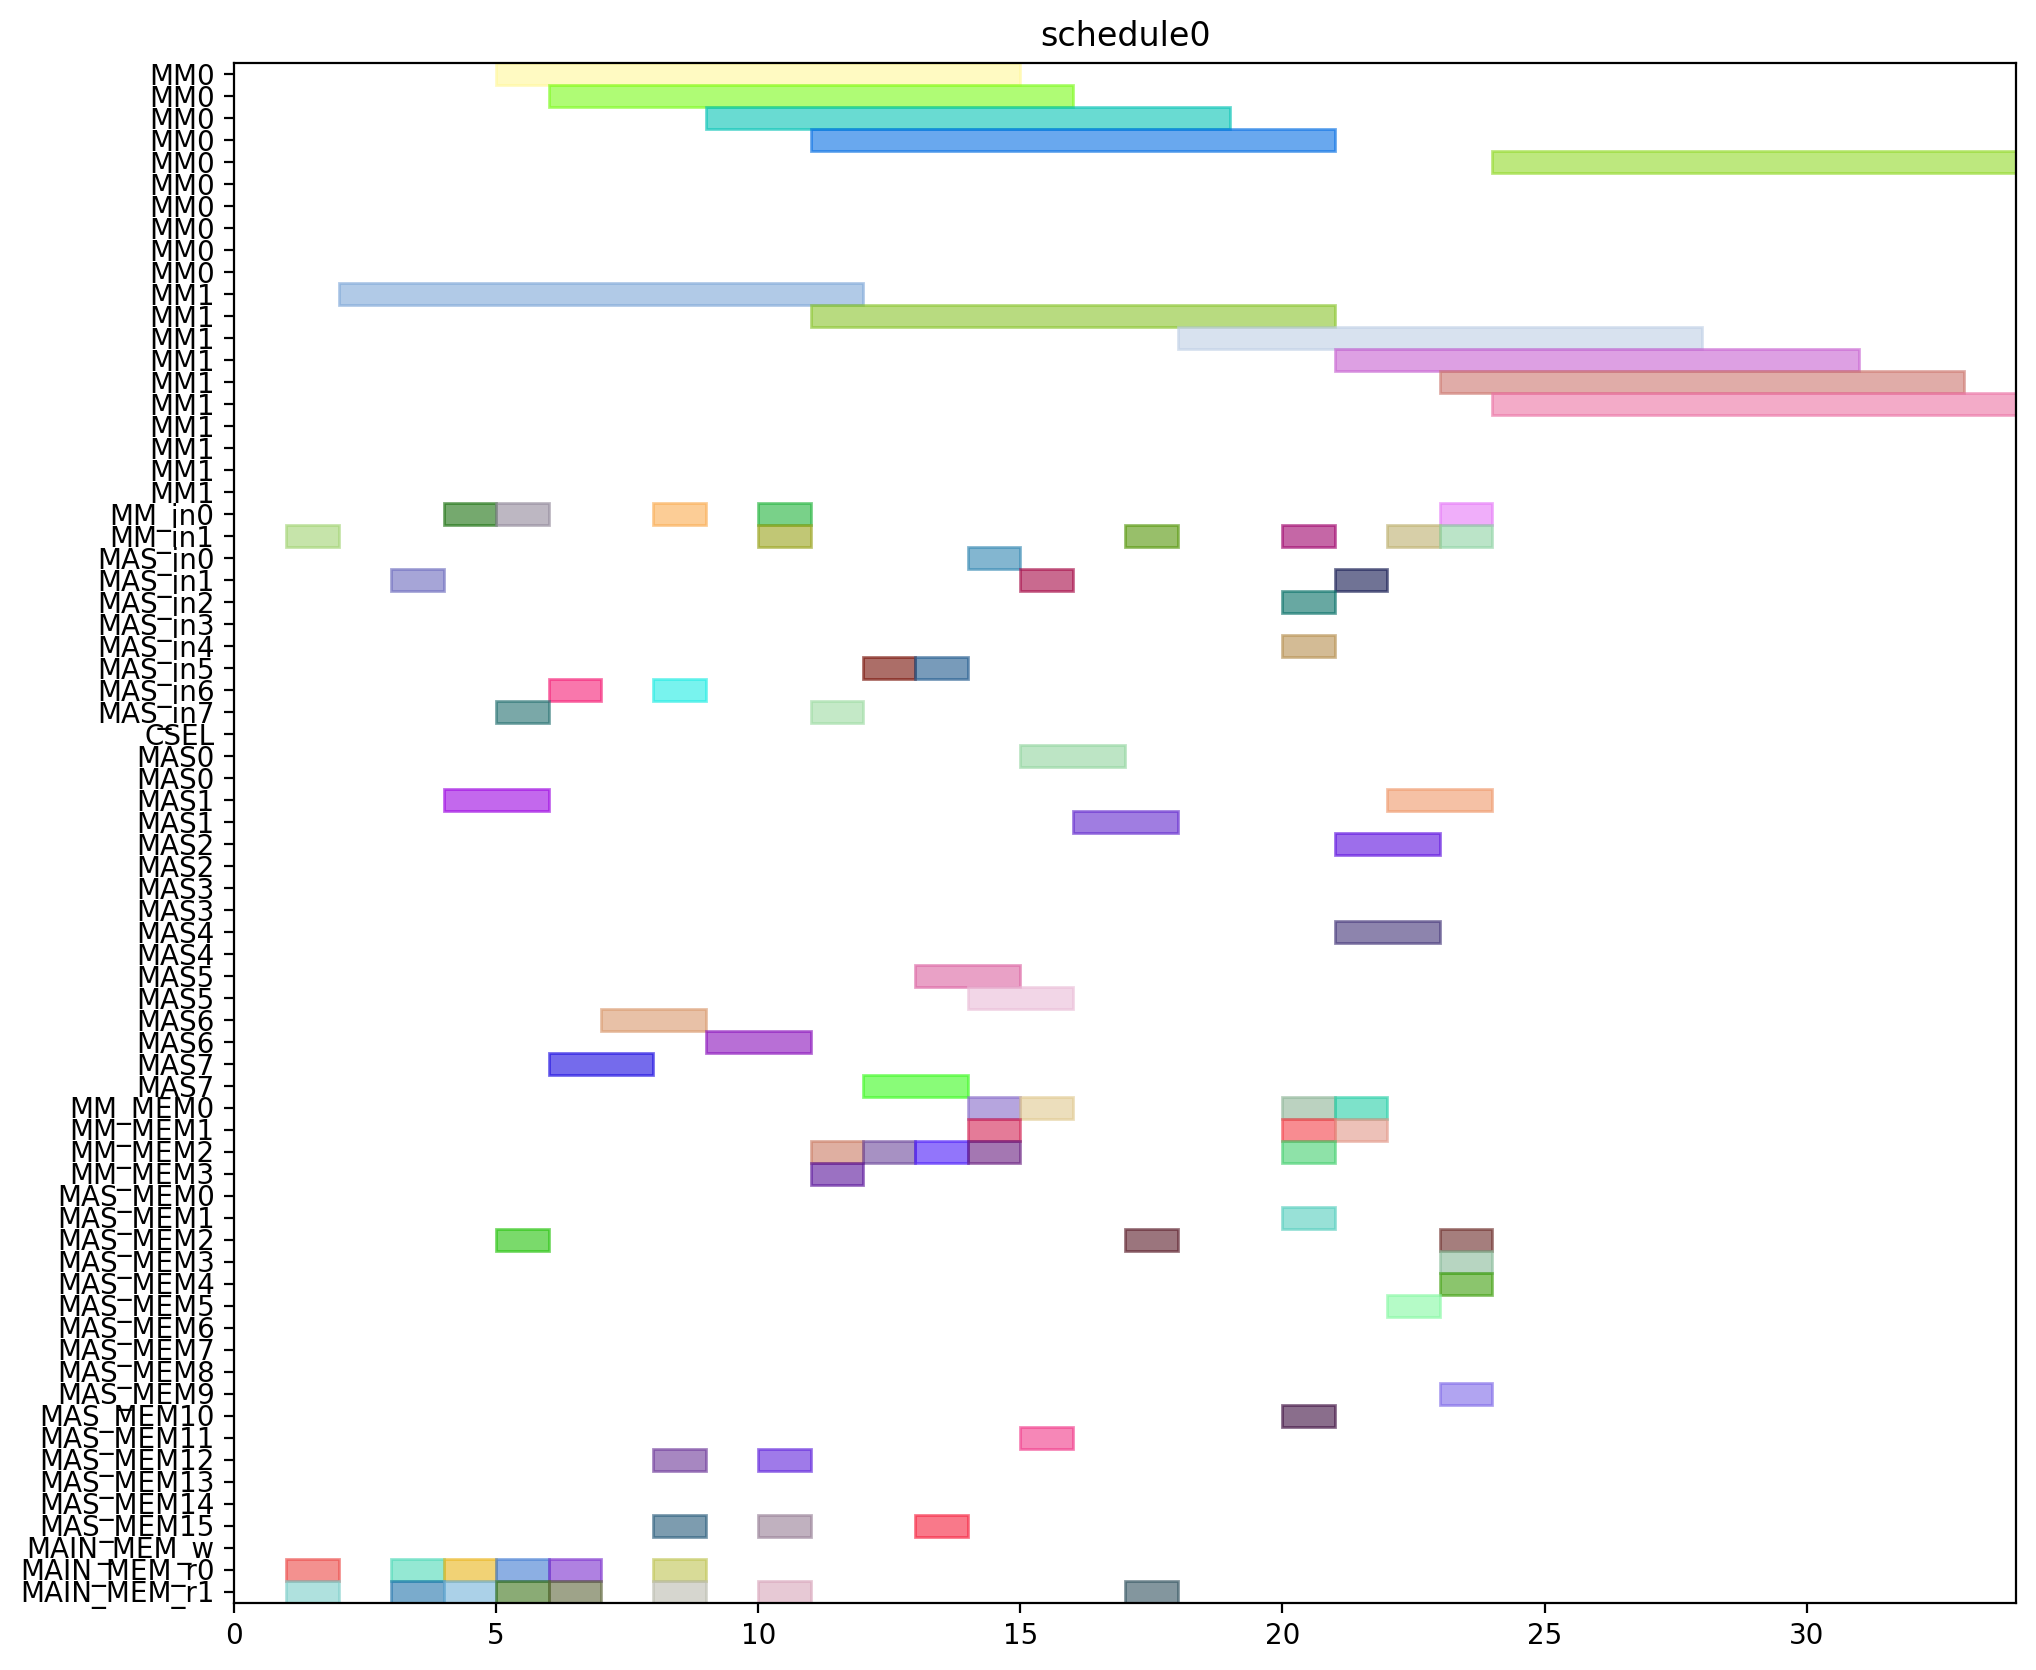 schedule0
MM0
MM0
MM0
MM0
MM0
MM0
MM0
MM0
MM0
MM0
MM1
MM1
MM1
MM1
MM1
MM1
MM1
MM1
MM1
MM1
MM_in0
MM_in1
MAS_in0
MAS_in1
MAS_in2
MAS_in3
MAS_in4
MAS_in5
MAS_in6
MAS_in7
CSEL
MAS0
MAS0
MAS1
MAS1
MAS2
MAS2
MAS3
MAS3
MAS4
MAS4
MAS5
MAS5
MAS6
MAS6
MAS7
MAS7
MM_MEM0
MM_MEM1
MM_MEM2
MM_MEM3
MAS_MEM0
MAS_MEM1
MAS_MEM2
MAS_MEM3
MAS_MEM4
MAS_MEM5
MAS_MEM6
MAS_MEM7
MAS_MEM8
MAS_MEM9
MAS_MEM10
MAS_MEM11
MAS_MEM12
MAS_MEM13
MAS_MEM14
MAS_MEM15
MAIN_MEM_w
MAIN_MEM_r0
MAIN_MEM_r1
0 5 10 15 20 25 30